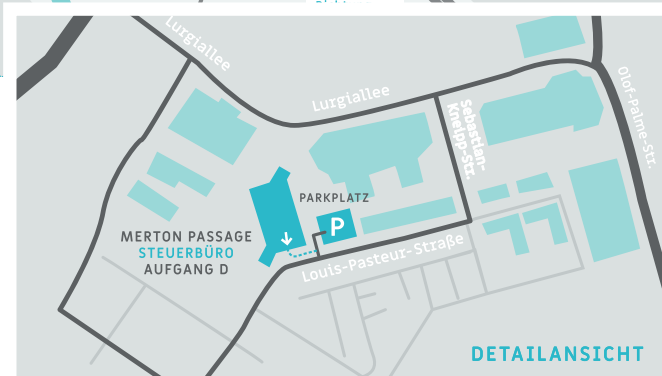 Lurgiallee
Lurgiallee
Olof-Palme-Str.
Sebastian-
Kneipp-Str.
PARKPLATZ
P
MERTON PASSAGE
STEUERBÜRO
AUFGANG D
Louis-Pasteur-Straße
DETAILANSICHT